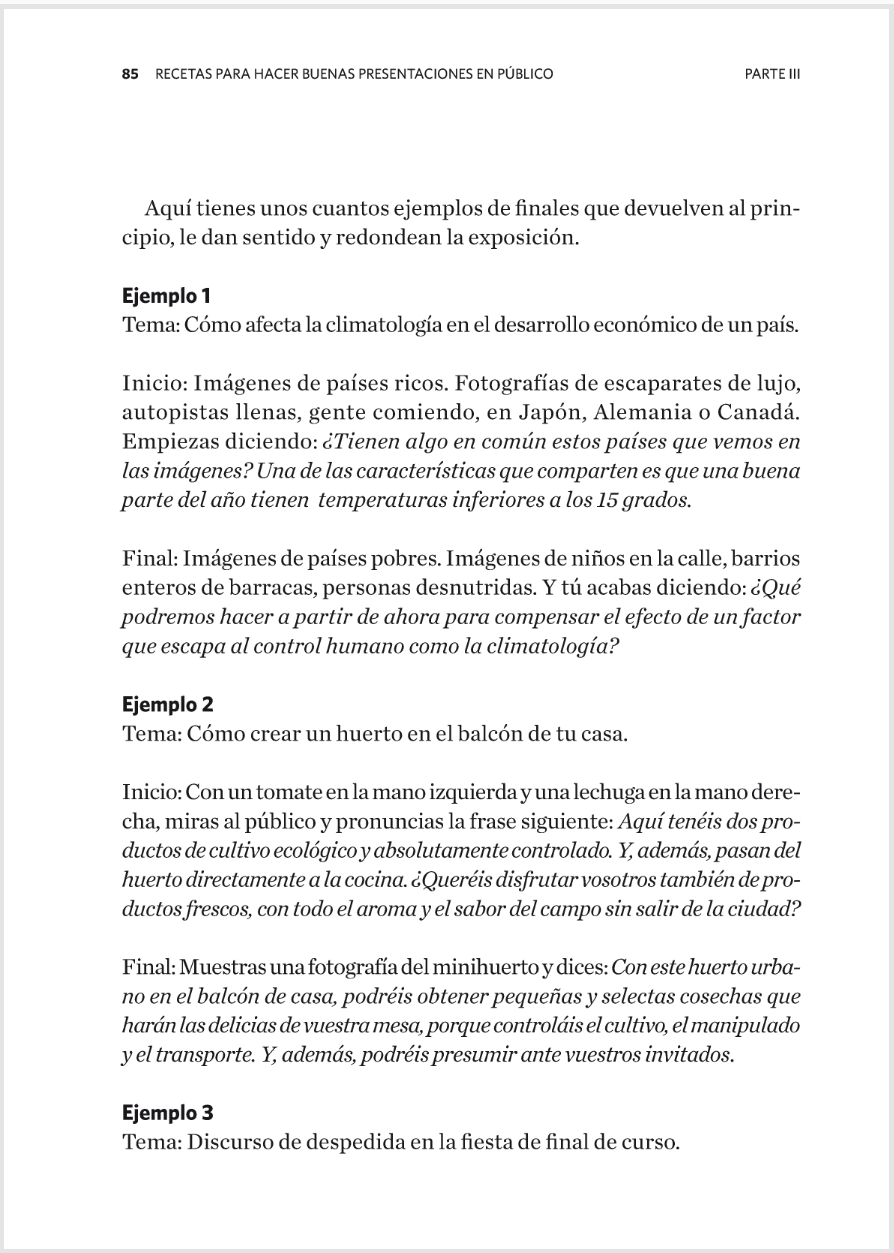 85 RECETAS PARA HACER BUENAS PRESENTACIONES EN PÚBLICO PARTE III
Aquí tienes unos cuantos ejemplos de finales que devuelven al prin-
cipio, le dan sentido y redondean la exposición.
Ejemplo 1
Tema: Cómo afecta la climatología en el desarrollo económico de un país.
Inicio: Imágenes de países ricos. Fotografías de escaparates de lujo,
autopistas llenas, gente comiendo, en Japón, Alemania o Canadá.
Empiezas diciendo: ¿Tienen algo en común estos países que vemos en
las imágenes? Una de las características que comparten es que una buena
parte del año tienen temperaturas inferiores a los 15 grados.
Final: Imágenes de países pobres. Imágenes de niños en la calle, barrios
enteros de barracas, personas desnutridas. Y tú acabas diciendo: ¿Qué
podremos hacer a partir de ahora para compensar el efecto de un factor
que escapa al control humano como la climatología?
Ejemplo 2
Tema: Cómo crear un huerto en el balcón de tu casa.
Inicio: Con un tomate en la mano izquierda y una lechuga en la mano dere-
cha, miras al público y pronuncias la frase siguiente: Aquí tenéis dos pro-
ductos de cultivo ecológico y absolutamente controlado. Y, además, pasan del
huerto directamente a la cocina. ¿Queréis disfrutar vosotros también de pro-
ductos frescos, con todo el aroma y el sabor del campo sin salir de la ciudad?
Final: Muestras una fotografía del minihuerto y dices: Con este huerto urba-
no en el balcón de casa, podréis obtener pequeñas y selectas cosechas que
harán las delicias de vuestra mesa, porque controláis el cultivo, el manipulado
y el transporte. Y, además, podréis presumir ante vuestros invitados.
Ejemplo 3
Tema: Discurso de despedida en la fiesta de final de curso.